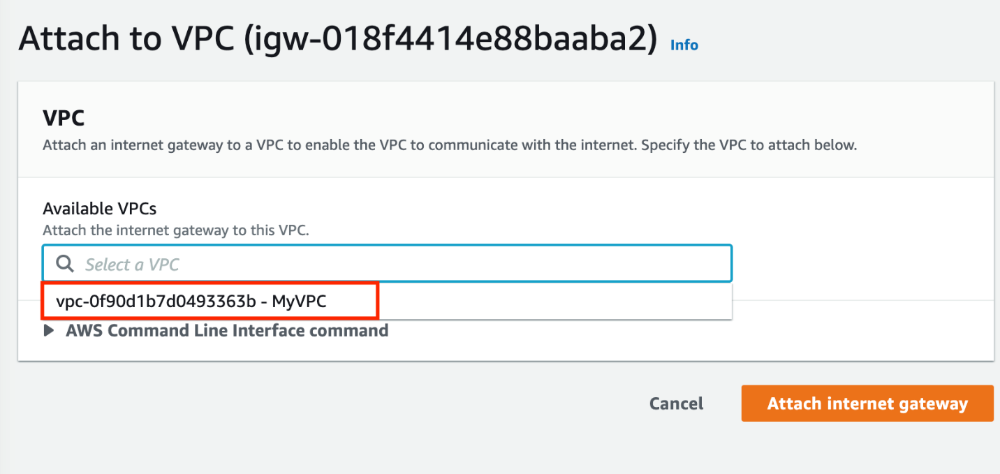 Attach to VPC (igw-018f4414e88baaba2) Info
VPC
Attach an internet gateway to a VPC to enable the VPC to communicate with the internet. Specify the VPC to attach below.
Available VPCs
Attach the internet gateway to this VPC.
Select a VPC
vpc-0f90d1b7d0493363b - MyVPC
AWS Command Line Interface command
Cancel Attach internet gateway